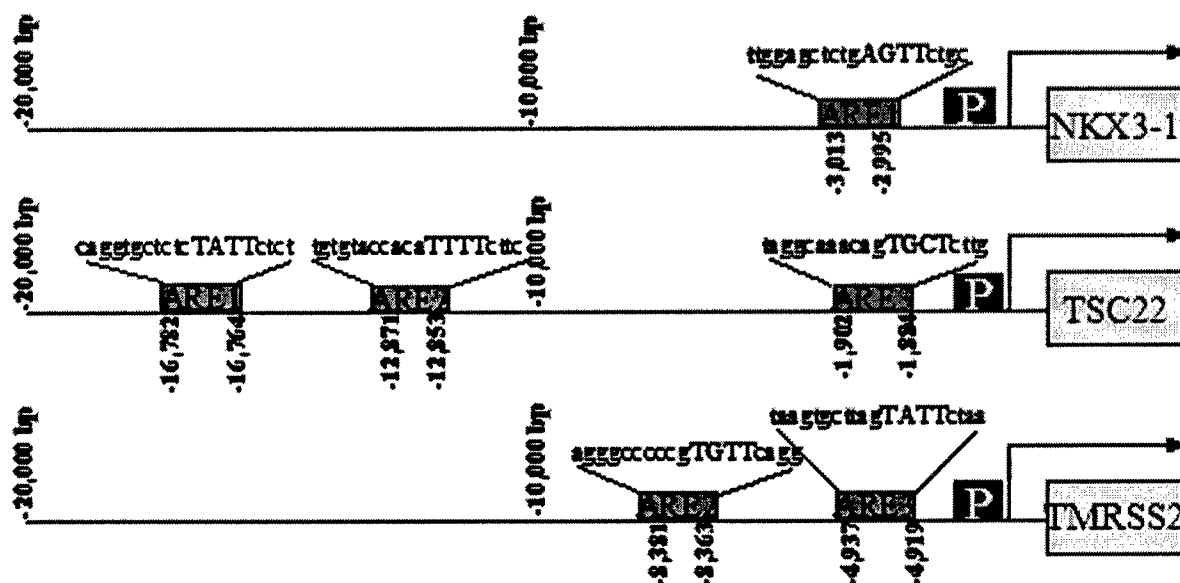 -20,000 bp
-10,000 bp
ttggagctctgAGTTctgc
ARE1
P
NKX3-1
-3,013
-2,995
-20,000 bp
-10,000 bp
caggtgctctcTATTctct
tgtgtaccacaTTTTcttc
taggcaaacagTGCTcttg
ARE1
ARE2
ARE3
P
TSC22
-16,782
-16,764
-12,871
-12,853
-1,902
-1,884
-20,000 bp
-10,000 bp
agggcccccgTGTTcagg
taagtgcttagTATTctaa
P
TMRSS2
-8,381
-8,363
-4,937
-4,919